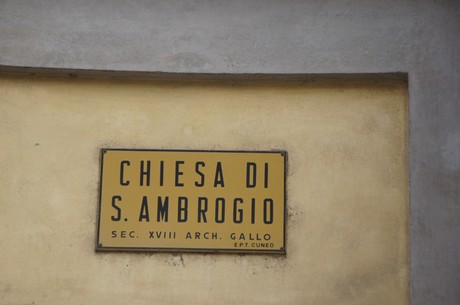 CHIESA DI
S. AMBROGIO
SEC. XVIII ARCH. GALLO
E.P.T. CUNEO